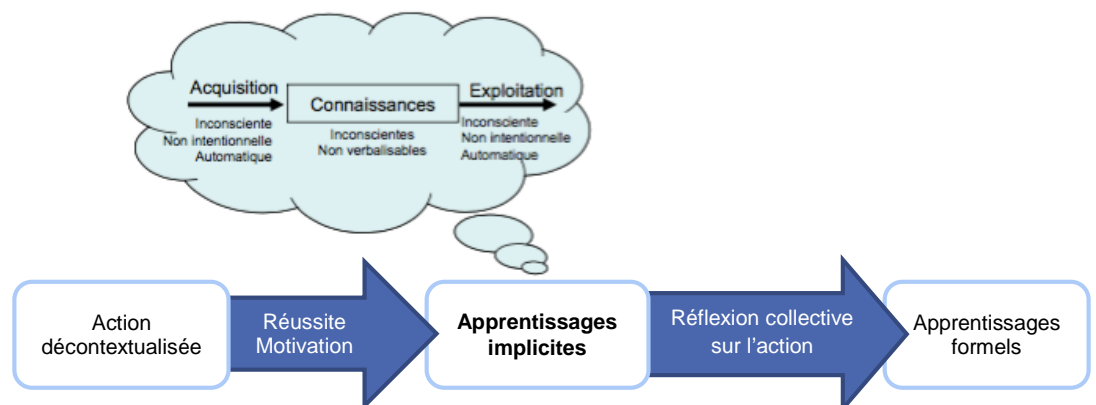 Acquisition
Inconsciente
Non intentionnelle
Automatique
Connaissances
Inconscientes
Non verbalisables
Exploitation
Inconsciente
Non intentionnelle
Automatique
Action
décontextualisée
Réussite
Motivation
Apprentissages
implicites
Réflexion collective
sur l'action
Apprentissages
formels